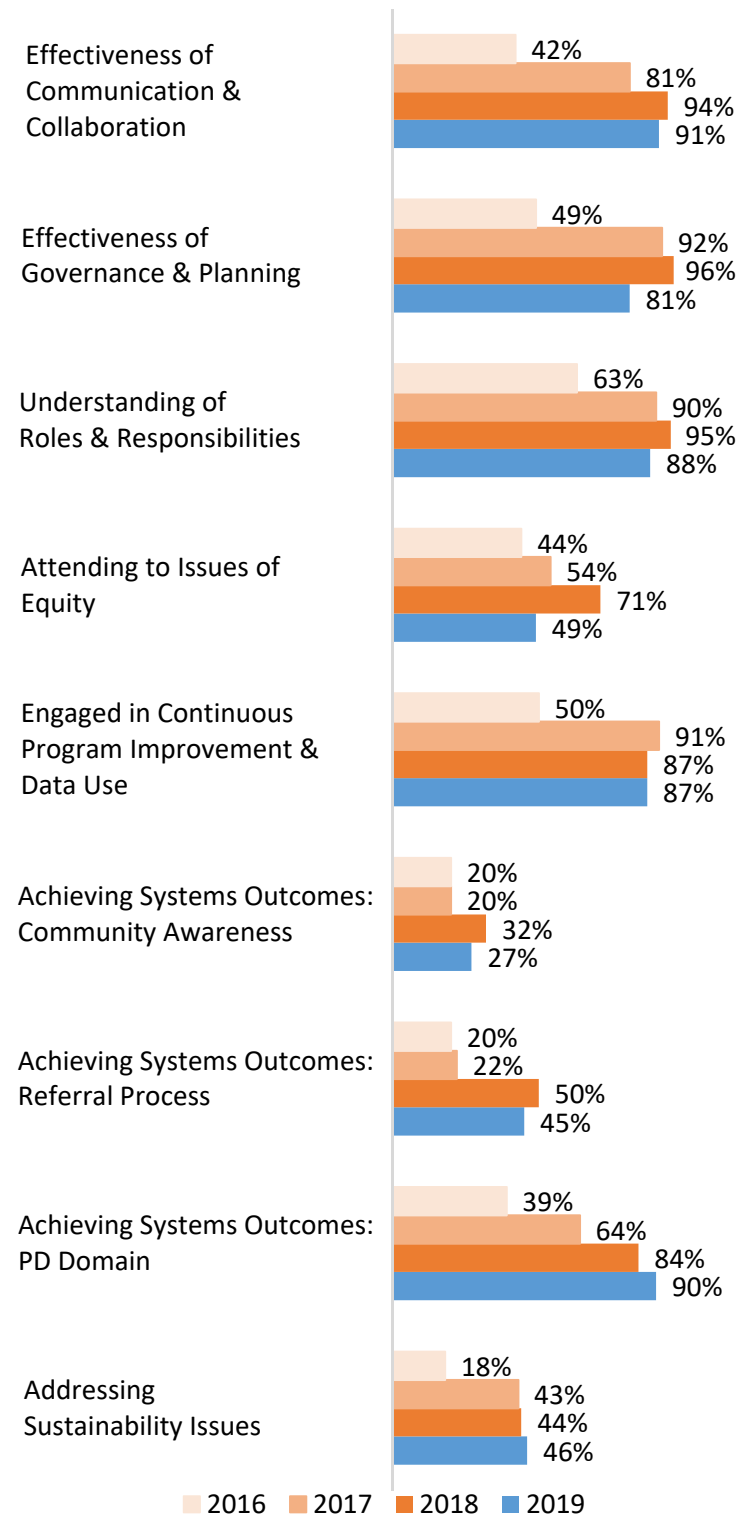 Effectiveness of
Communication &
Collaboration
42%
81%
94%
91%
Effectiveness of
Governance & Planning
49%
92%
96%
81%
Understanding of
Roles & Responsibilities
63%
90%
95%
88%
Attending to Issues of
Equity
44%
54%
71%
49%
Engaged in Continuous
Program Improvement &
Data Use
50%
91%
87%
87%
Achieving Systems Outcomes:
Community Awareness
20%
20%
32%
27%
Achieving Systems Outcomes:
Referral Process
20%
22%
50%
45%
Achieving Systems Outcomes:
PD Domain
39%
64%
84%
90%
Addressing
Sustainability Issues
18%
43%
44%
46%
2016 2017 2018 2019